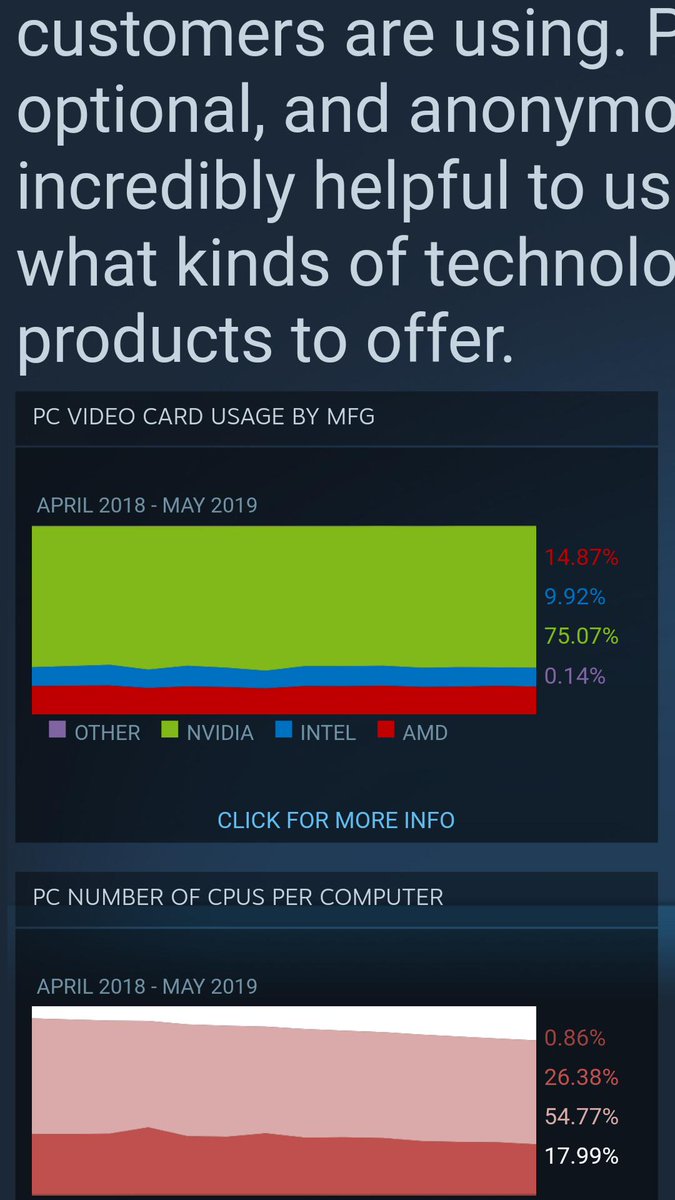 customers are using. P
optional, and anonymo
incredibly helpful to us
what kinds of technolo
products to offer.
PC VIDEO CARD USAGE BY MFG
APRIL 2018 - MAY 2019
14.87%
9.92%
75.07%
0.14%
OTHER NVIDIA INTEL AMD
CLICK FOR MORE INFO
PC NUMBER OF CPUS PER COMPUTER
APRIL 2018 - MAY 2019
0.86%
26.38%
54.77%
17.99%